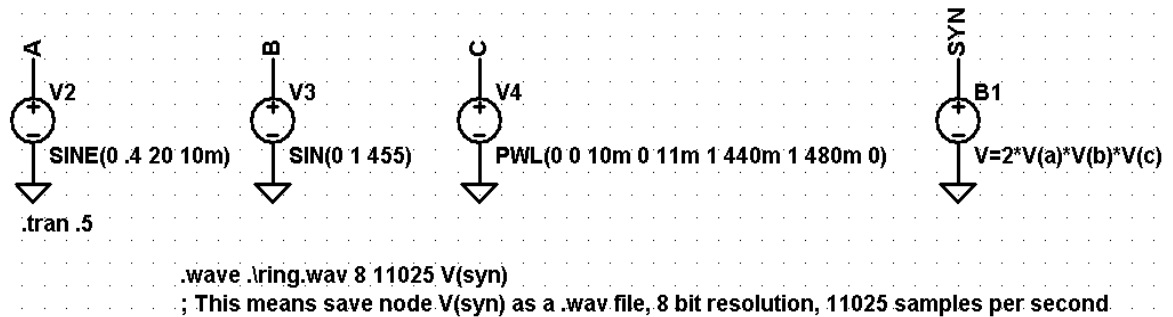 A
B
C
SYN
V2
V3
V4
B1
SINE(0 .4 20 10m)
SIN(0 1 455)
PWL(0 0 10m 0 11m 1 440m 1 480m 0)
V=2*V(a)*V(b)*V(c)
.tran .5
.wave .\ring.wav 8 11025 V(syn)
; This means save node V(syn) as a .wav file, 8 bit resolution, 11025 samples per second